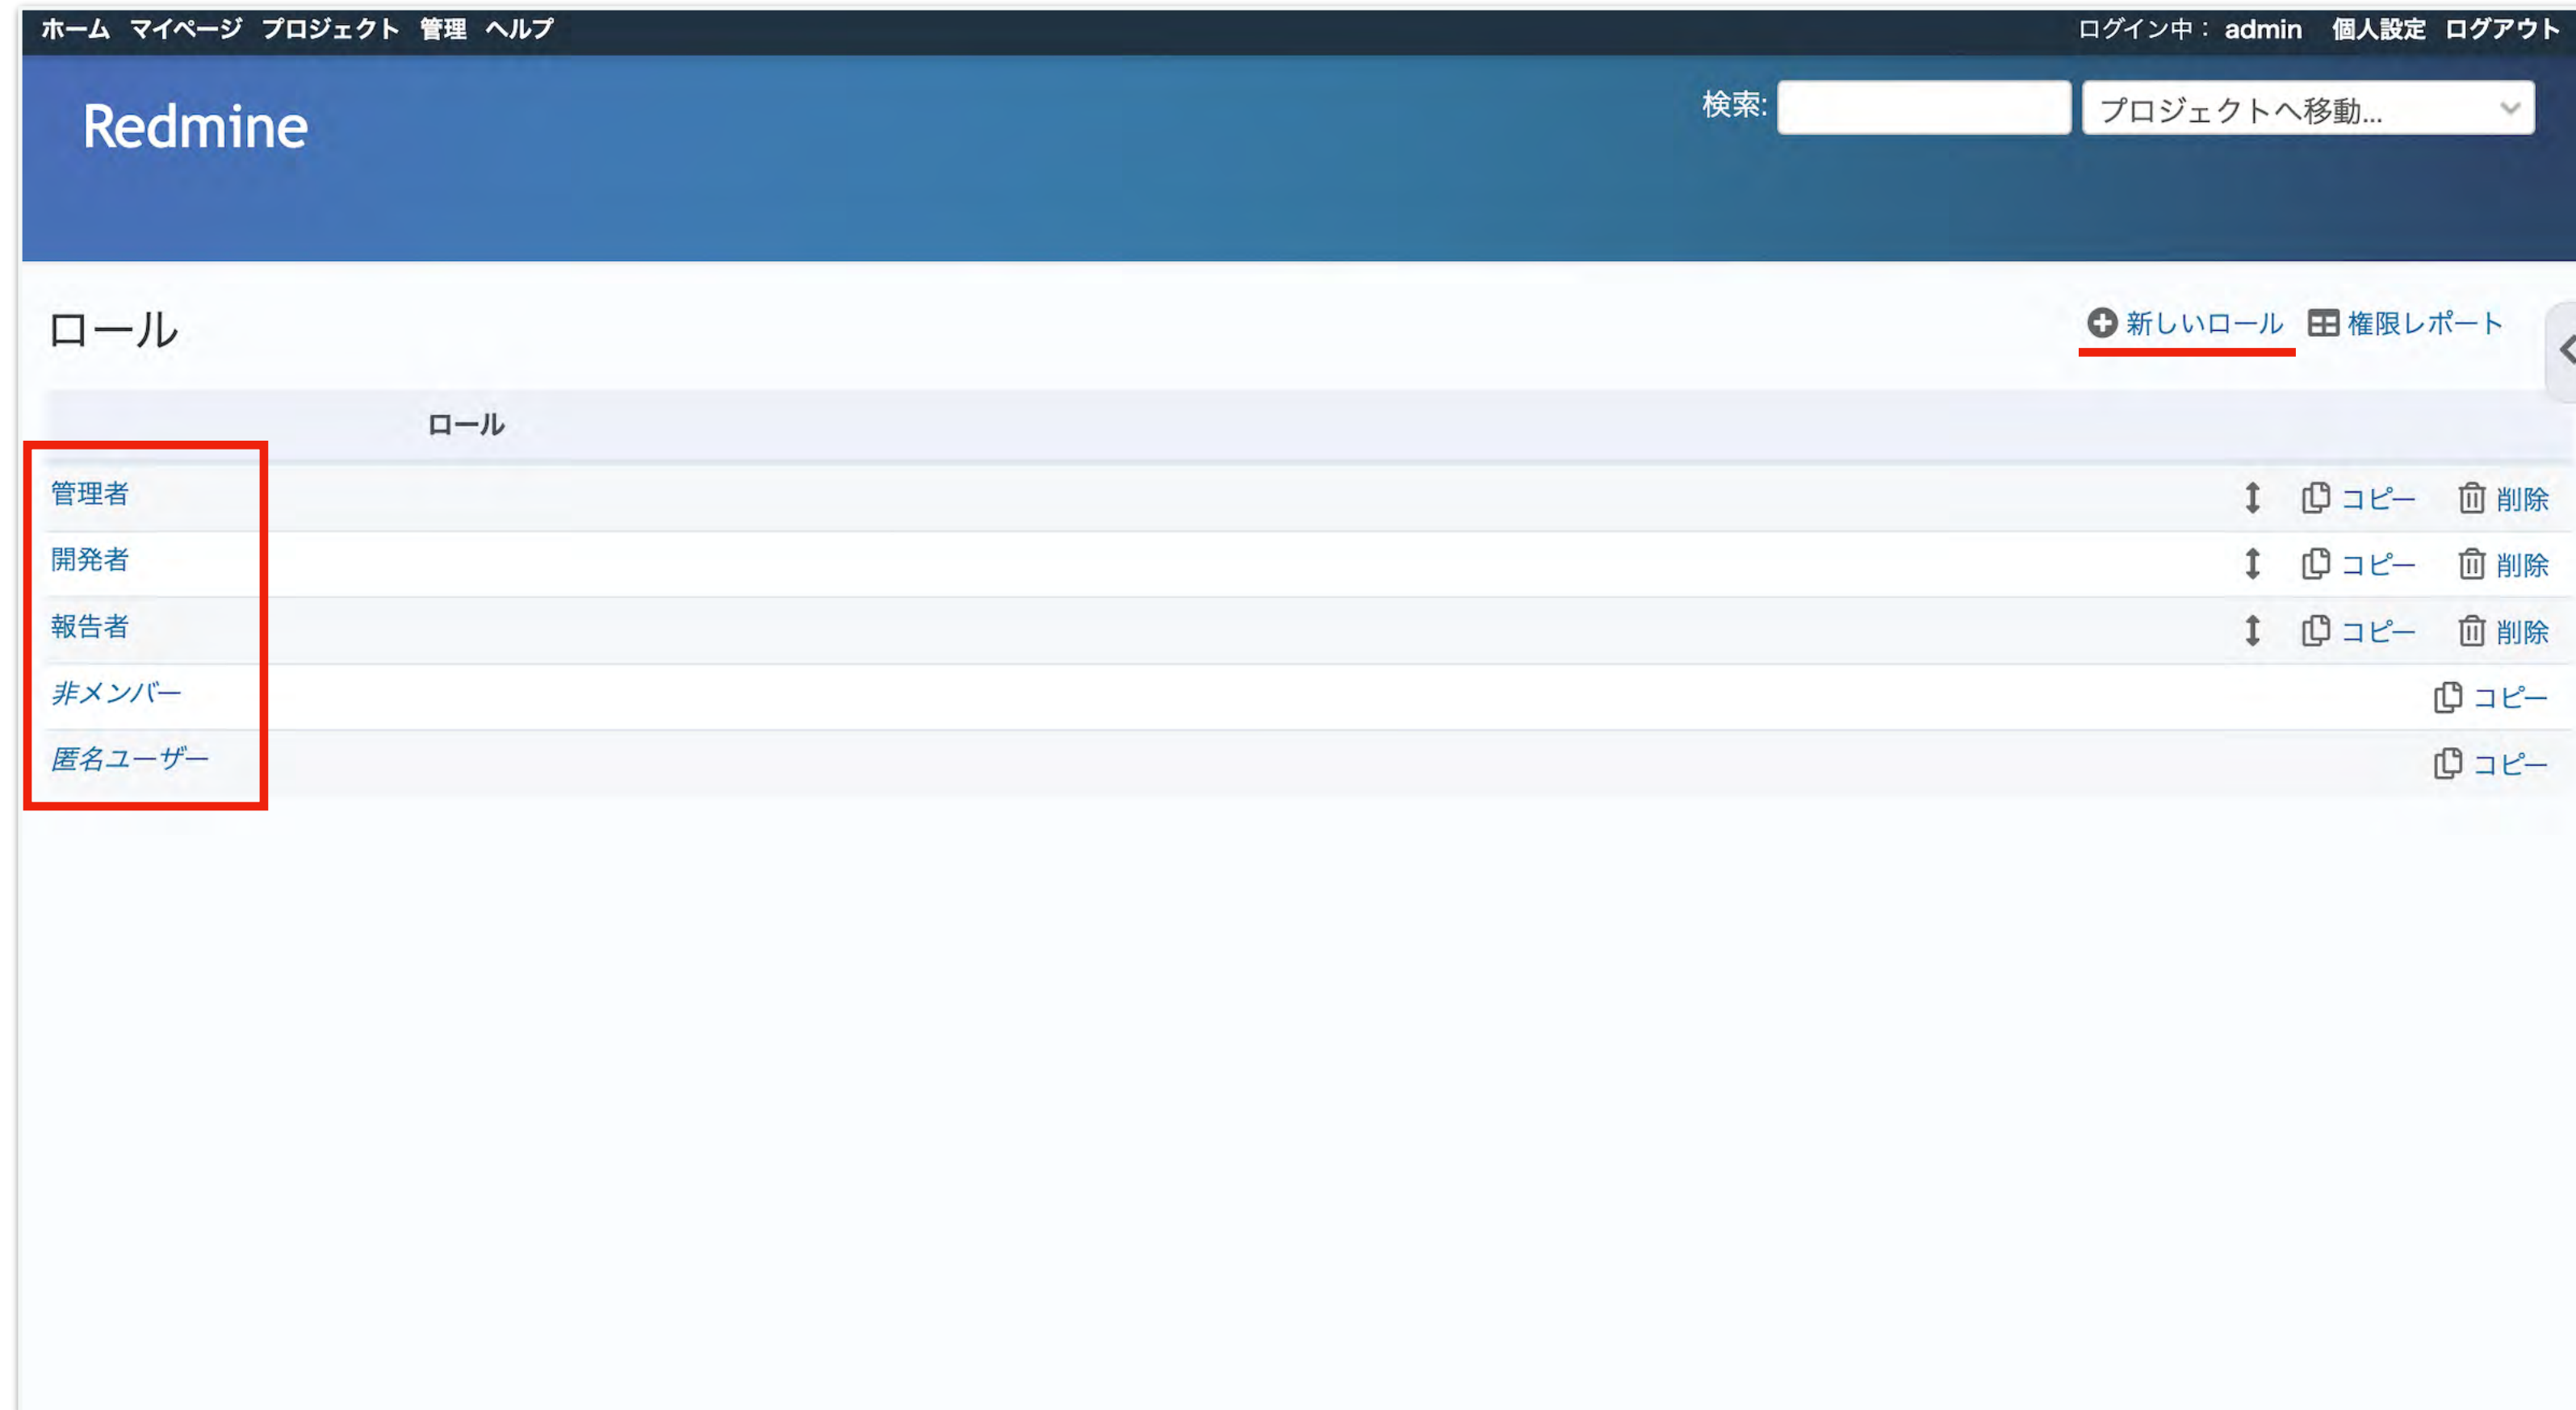 ホーム マイページ プロジェクト 管理 ヘルプ ログイン中： admin 個人設定 ログアウト
Redmine 検索: プロジェクトへ移動...
ロール 新しいロール 権限レポート
ロール
管理者 コピー 削除
開発者 コピー 削除
報告者 コピー 削除
非メンバー コピー
匿名ユーザー コピー